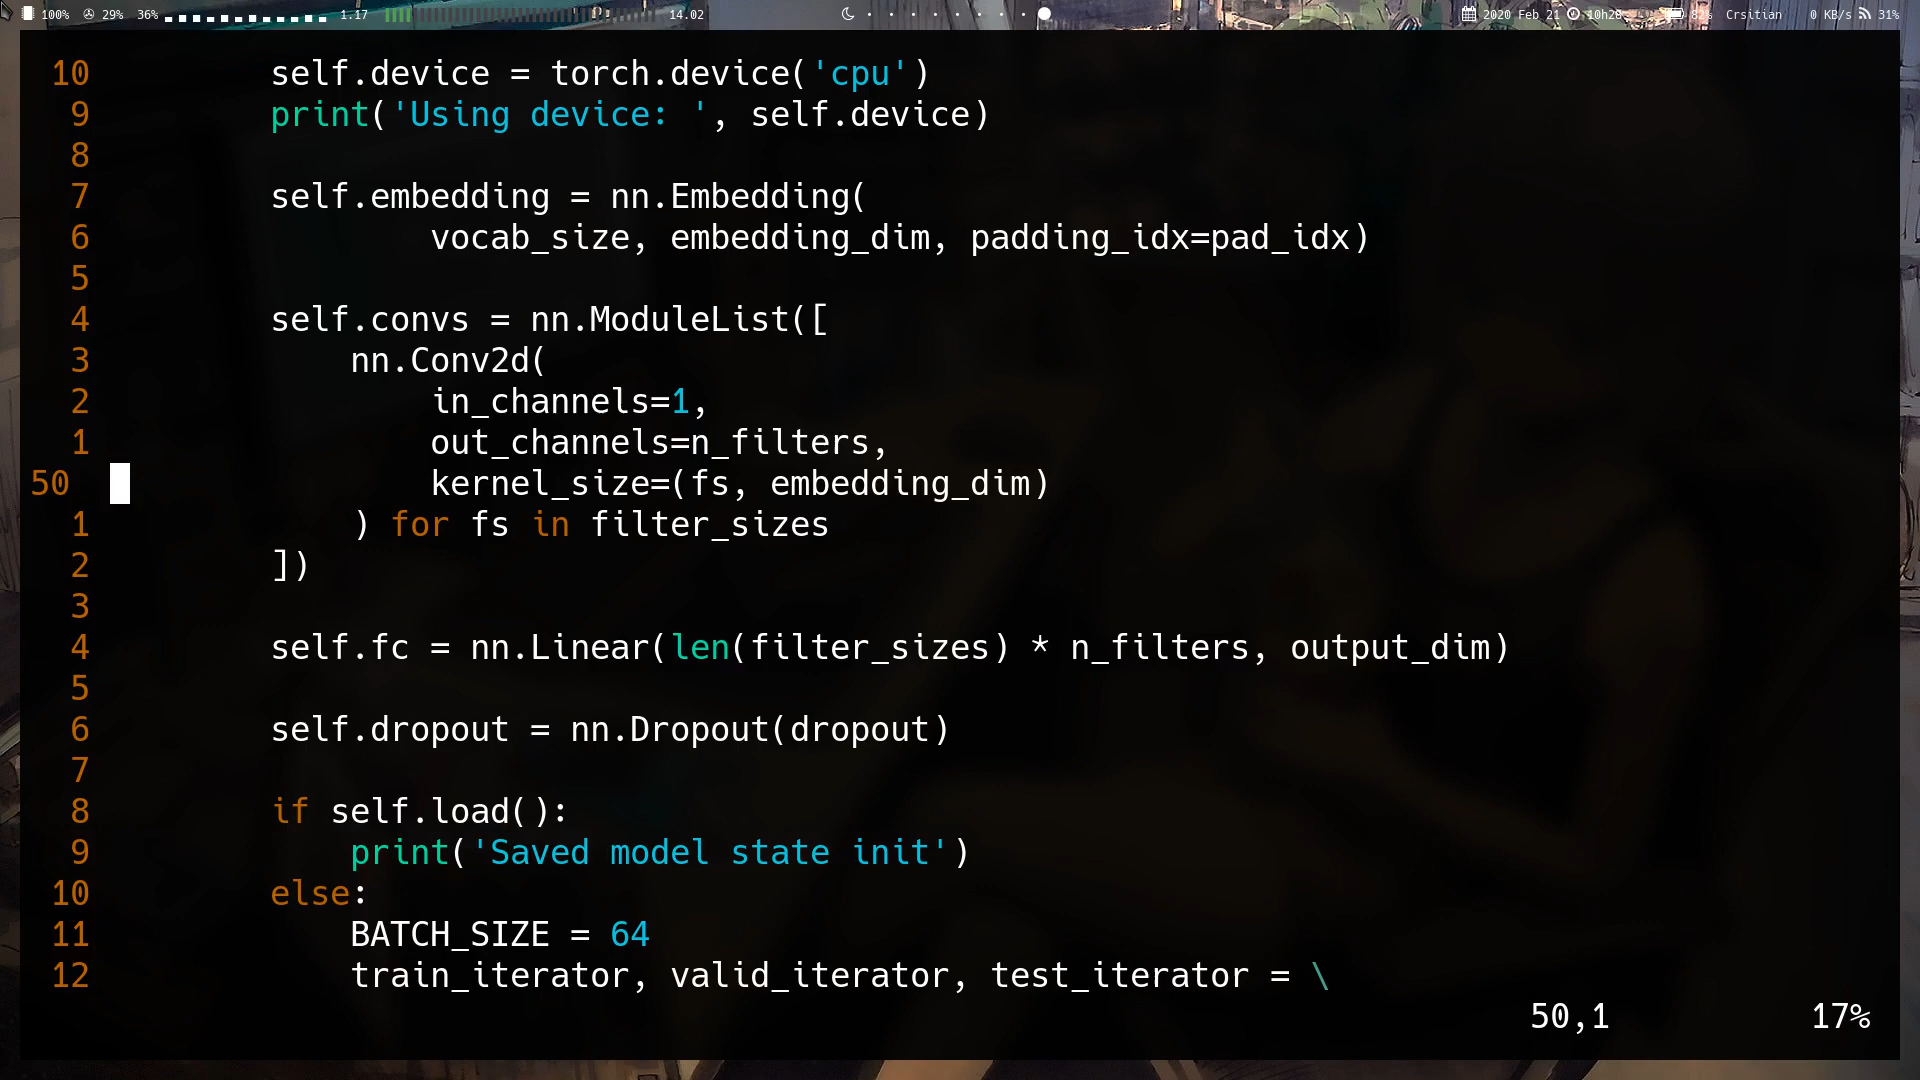 100% 29% 36% 1.17 14.02 2020 Feb 21 10h28 82% Crsitian 0 KB/s 31%
10 self.device = torch.device('cpu')
9 print('Using device: ', self.device)
8
7 self.embedding = nn.Embedding(
6 vocab_size, embedding_dim, padding_idx=pad_idx)
5
4 self.convs = nn.ModuleList([
3 nn.Conv2d(
2 in_channels=1,
1 out_channels=n_filters,
50 kernel_size=(fs, embedding_dim)
1 ) for fs in filter_sizes
2 ])
3
4 self.fc = nn.Linear(len(filter_sizes) * n_filters, output_dim)
5
6 self.dropout = nn.Dropout(dropout)
7
8 if self.load():
9 print('Saved model state init')
10 else:
11 BATCH_SIZE = 64
12 train_iterator, valid_iterator, test_iterator = \
50,1 17%